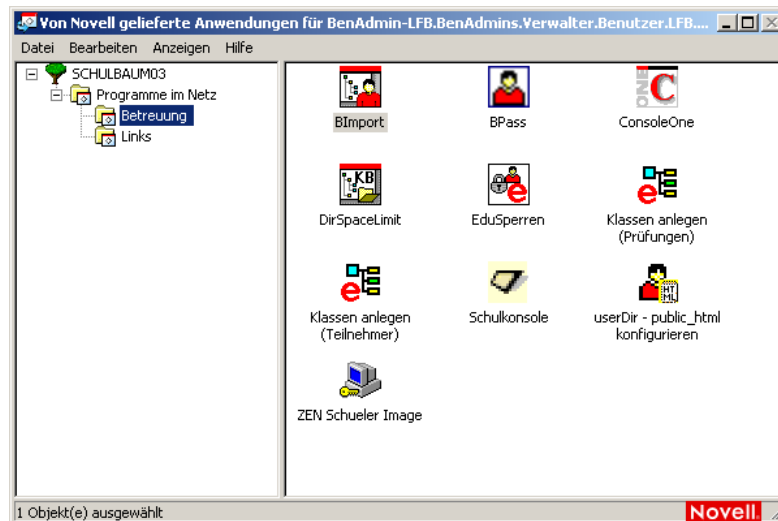 Von Novell gelieferte Anwendungen für BenAdmin-LFB.BenAdmins.Verwalter.Benutzer.LFB....
Datei Bearbeiten Anzeigen Hilfe
SCHULBAUM03
Programme im Netz
Betreuung
Links
BImport BPass ConsoleOne
DirSpaceLimit EduSperren Klassen anlegen
(Prüfungen)
Klassen anlegen Schulkonsole userDir - public_html
(Teilnehmer) konfigurieren
ZEN Schueler Image
1 Objekt(e) ausgewählt
Novell.